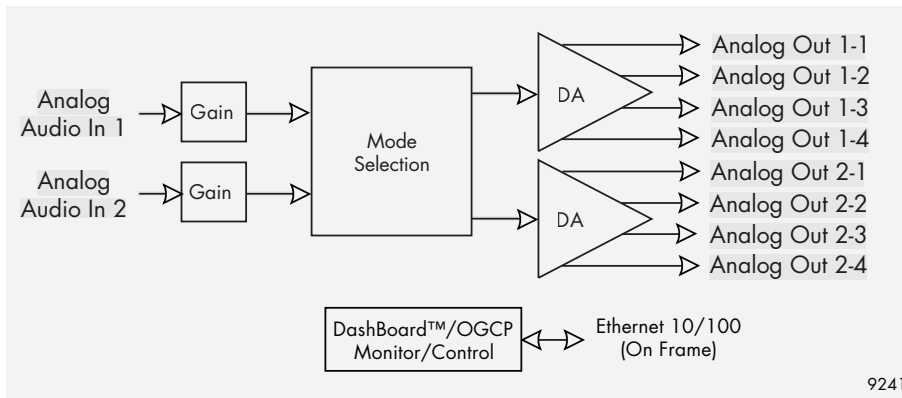 Analog
Audio In 1
Gain
Analog
Audio In 2
Gain
Mode
Selection
DA
Analog Out 1-1
Analog Out 1-2
Analog Out 1-3
Analog Out 1-4
DA
Analog Out 2-1
Analog Out 2-2
Analog Out 2-3
Analog Out 2-4
DashBoard™/OGCP
Monitor/Control
Ethernet 10/100
(On Frame)
9241